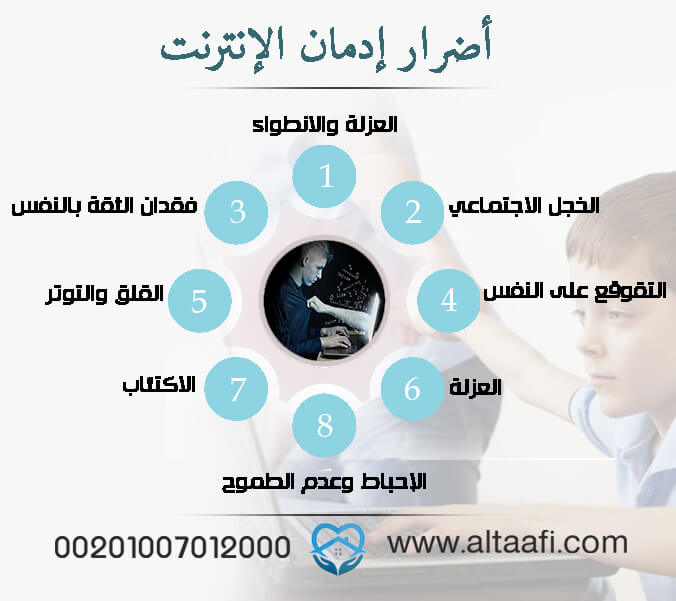 أضرار إدمان الإنترنت
العزلة والانطواء
1
الخجل الاجتماعي
2
3
فقدان الثقة بالنفس
التقوقع على النفس
4
5
القلق والتوتر
العزلة
6
7
الاكتئاب
8
الإحباط وعدم الطموح
00201007012000
www.altaafi.com